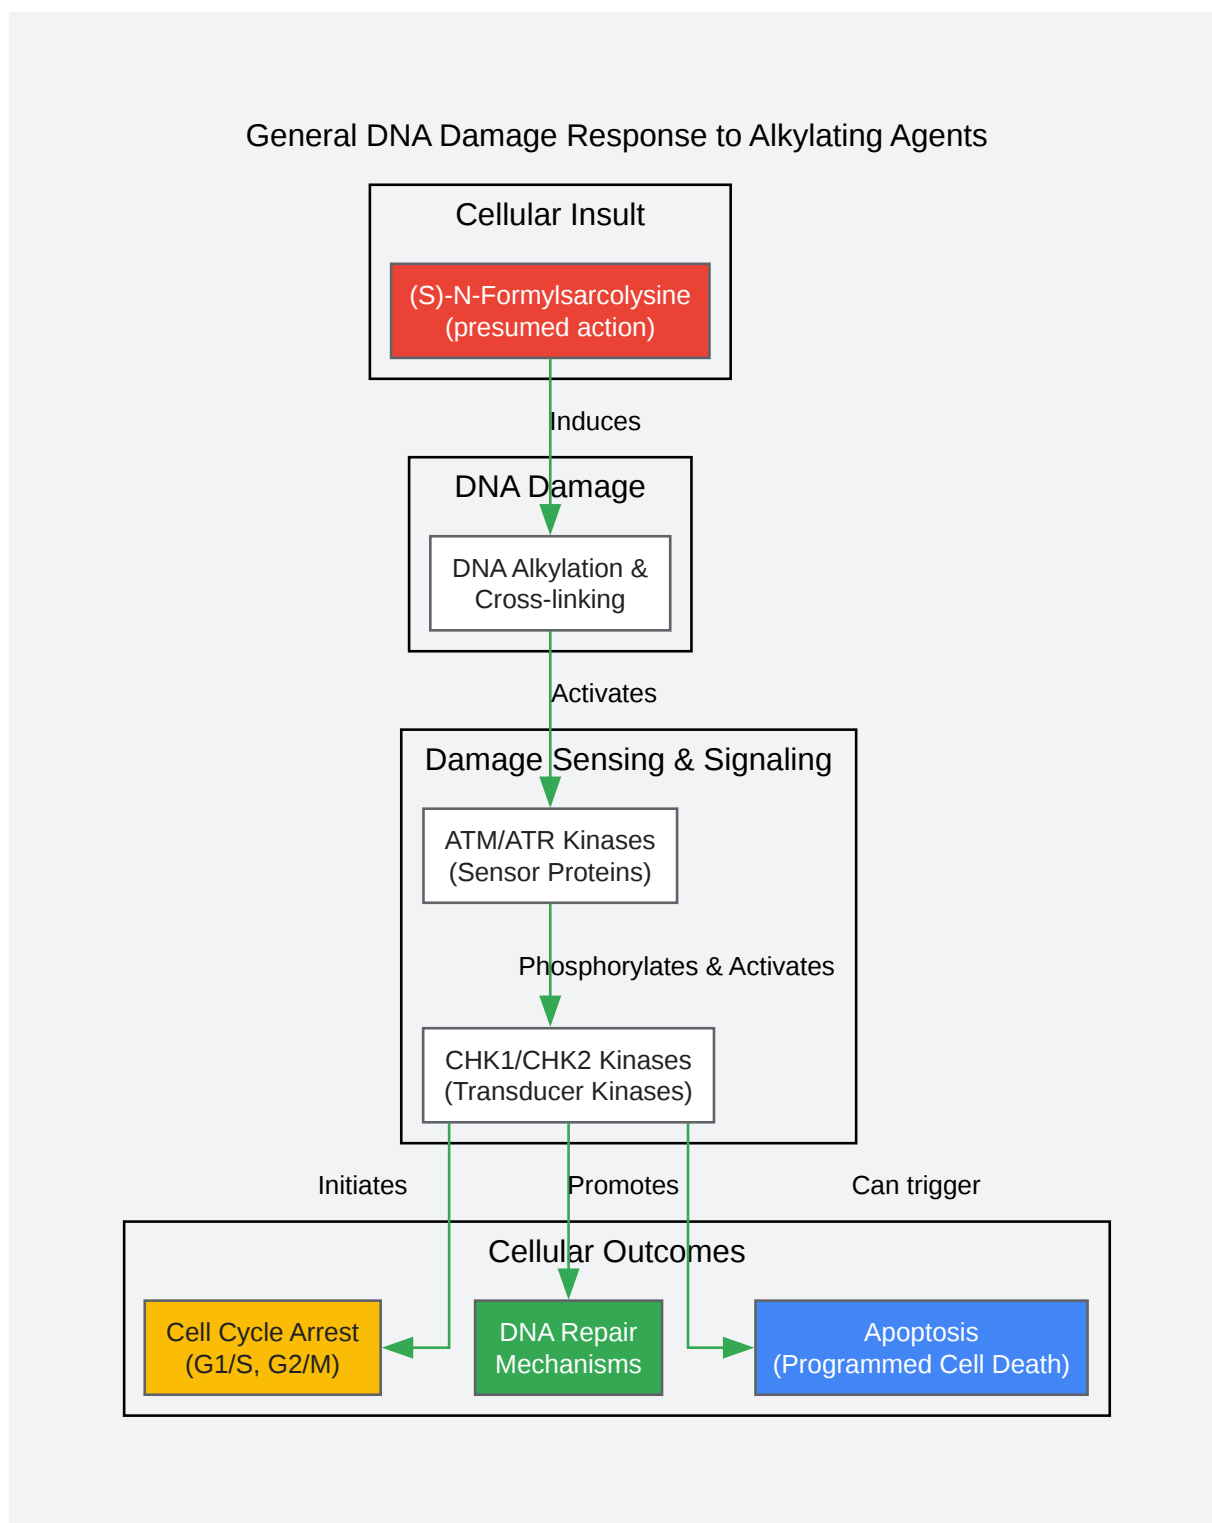 General DNA Damage Response to Alkylating Agents
Cellular Insult
(S)-N-Formylsarcolysine
(presumed action)
Induces
DNA Damage
DNA Alkylation &
Cross-linking
Activates
Damage Sensing & Signaling
ATM/ATR Kinases
(Sensor Proteins)
Phosphorylates & Activates
CHK1/CHK2 Kinases
(Transducer Kinases)
Initiates
Promotes
Can trigger
Cellular Outcomes
Cell Cycle Arrest
(G1/S, G2/M)
DNA Repair
Mechanisms
Apoptosis
(Programmed Cell Death)